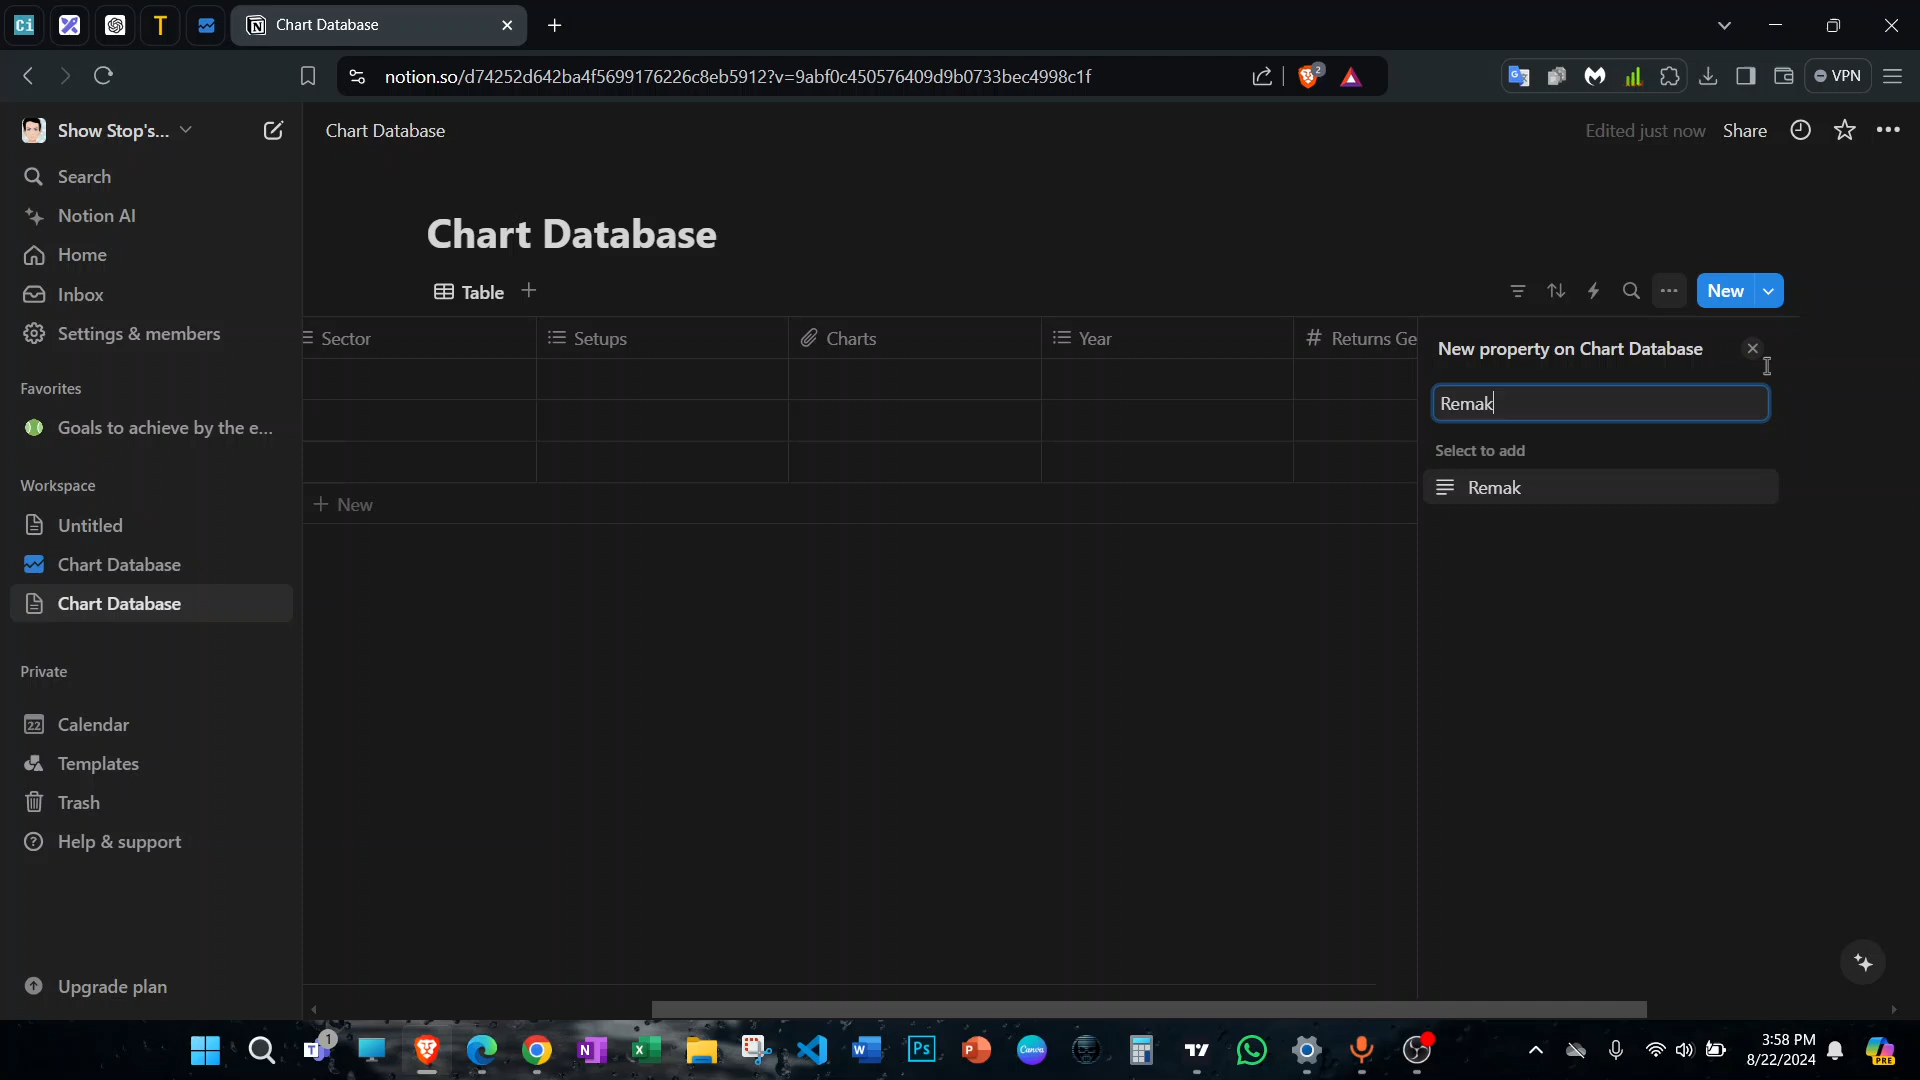 Chart Database
notion.so/d74252d642ba4f5699176226c8eb5912?v=9abf0c450576409d9b0733bec4998c1f
2
VPN
Show Stop's...
Chart Database
Edited just now
Share
Search
Notion AI
Home
Inbox
Settings & members
Favorites
Goals to achieve by the e...
Workspace
Untitled
Chart Database
Chart Database
Private
22
Calendar
Templates
Trash
Help & support
Upgrade plan
Chart Database
Table
New
Sector
Setups
Charts
Year
# Returns Ge
+ New
New property on Chart Database
Remak
Select to add
Remak
1
3:58 PM
8/22/2024